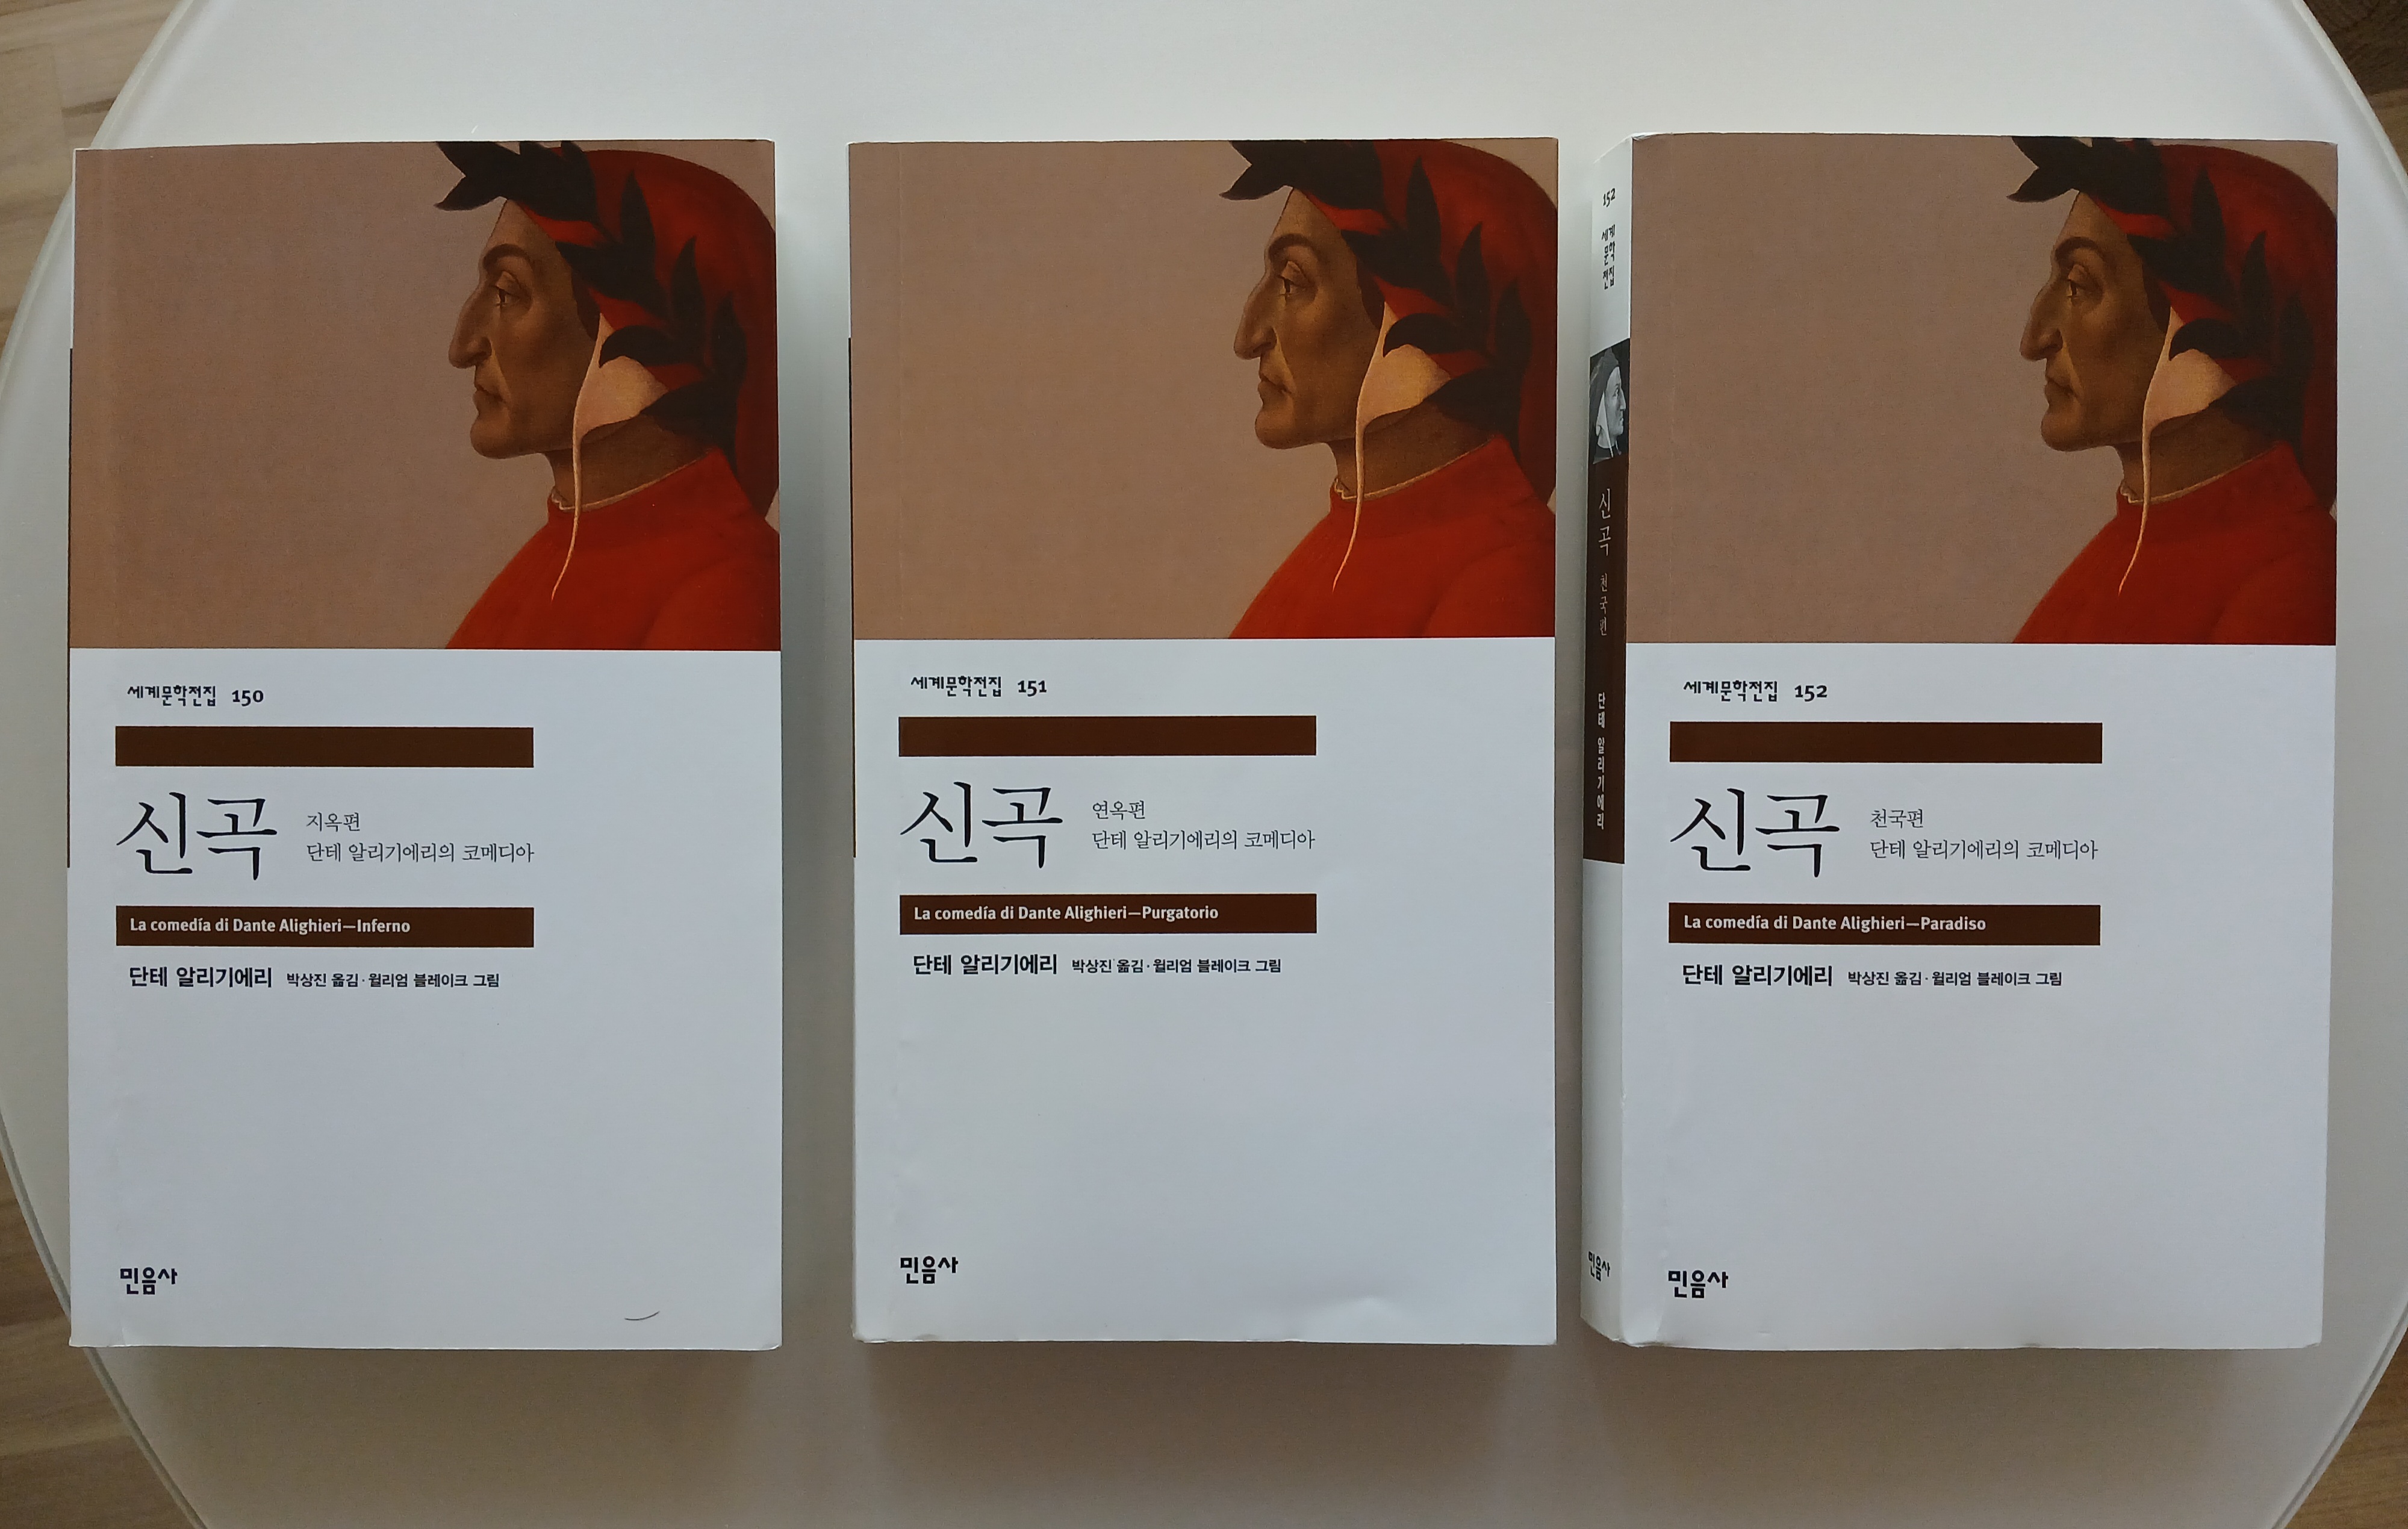 세계문학전집 150
신곡
지옥편
단테 알리기에리의 코메디아
La comedía di Dante Alighieri—Inferno
단테 알리기에리 박상진 옮김·윌리엄 블레이크 그림
민음사
세계문학전집 151
신곡
연옥편
단테 알리기에리의 코메디아
La comedía di Dante Alighieri—Purgatorio
단테 알리기에리 박상진 옮김·윌리엄 블레이크 그림
민음사
152
세계
문학
전집
신곡 천국편
단테 알리기에리
민음사
세계문학전집 152
신곡
천국편
단테 알리기에리의 코메디아
La comedía di Dante Alighieri—Paradiso
단테 알리기에리 박상진 옮김·윌리엄 블레이크 그림
민음사